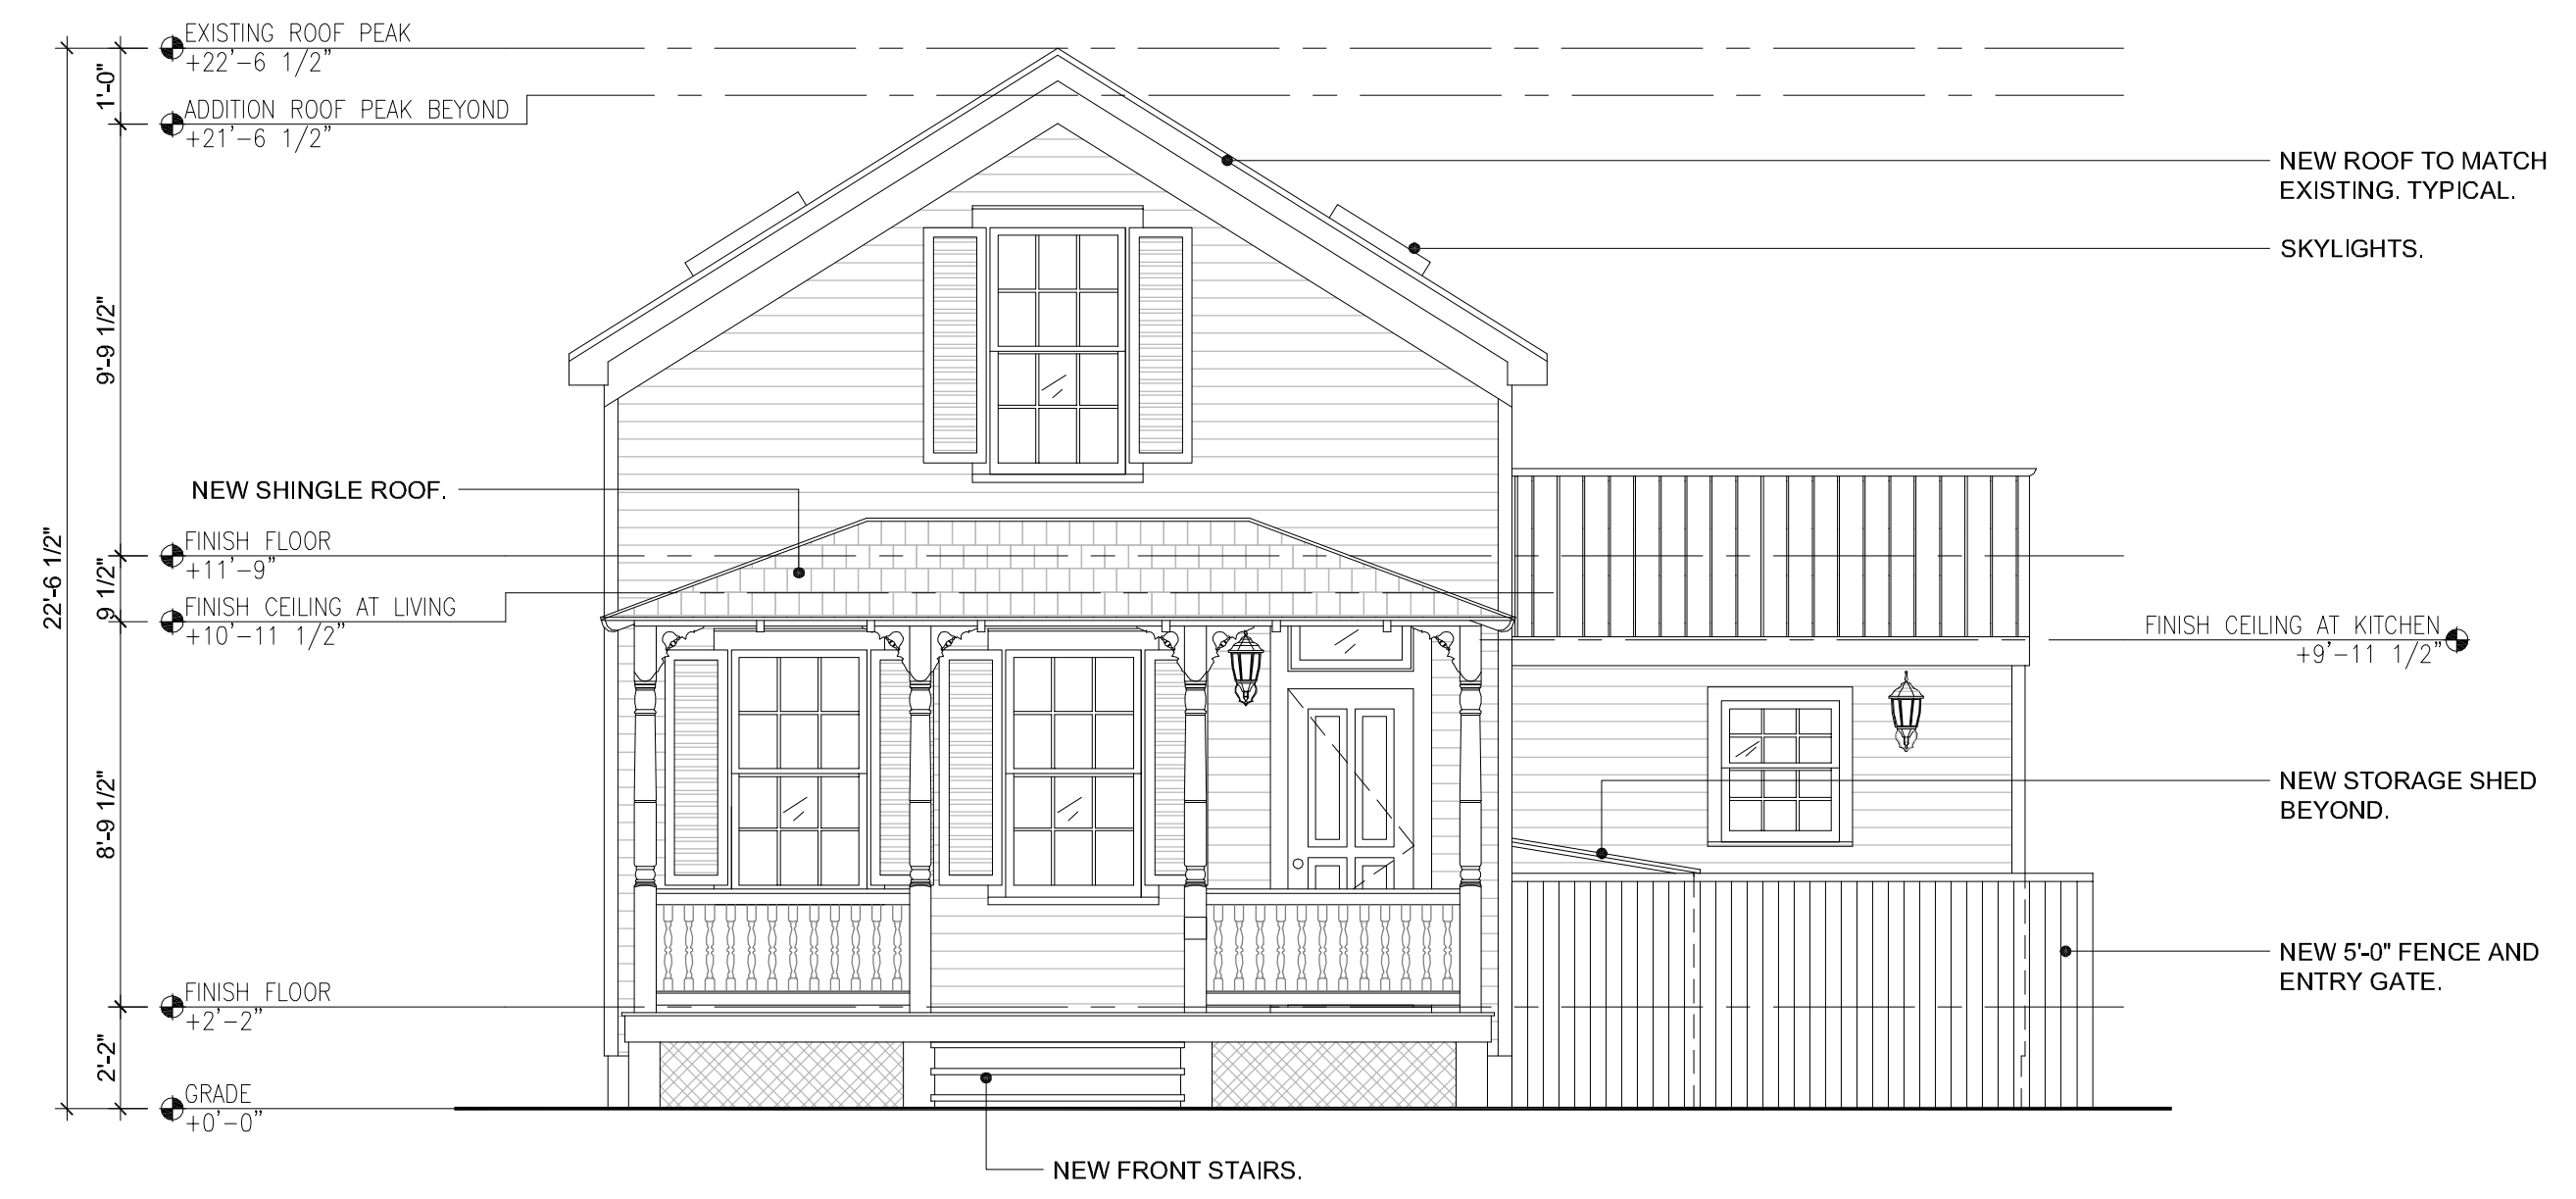 EXISTING ROOF PEAK
+22'-6 1/2"
1'-0"
ADDITION ROOF PEAK BEYOND
+21'-6 1/2"
NEW ROOF TO MATCH
EXISTING. TYPICAL.
SKYLIGHTS.
9'-9 1/2"
NEW SHINGLE ROOF.
22'-6 1/2"
FINISH FLOOR
+11'-9"
9 1/2"
FINISH CEILING AT LIVING
+10'-11 1/2"
FINISH CEILING AT KITCHEN
+9'-11 1/2"
8'-9 1/2"
NEW STORAGE SHED
BEYOND.
NEW 5'-0" FENCE AND
ENTRY GATE.
FINISH FLOOR
+2'-2"
2'-2"
GRADE
+0'-0"
NEW FRONT STAIRS.